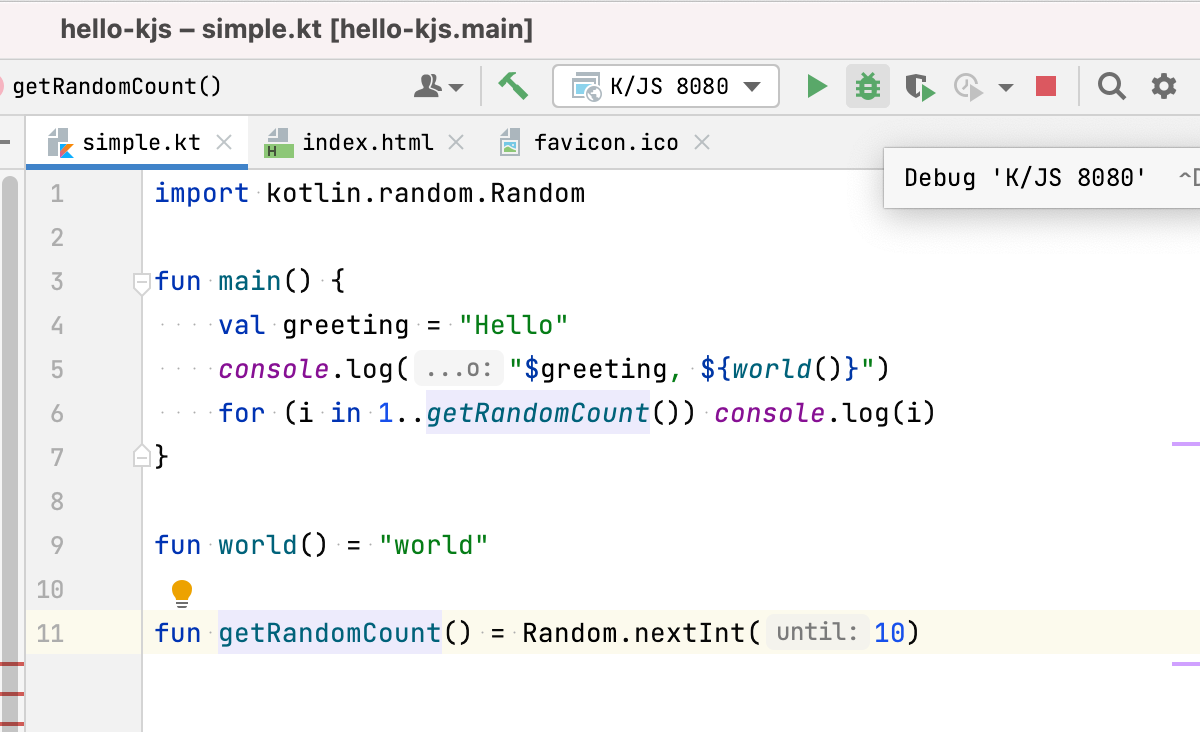 hello-kjs – simple.kt [hello-kjs.main]
getRandomCount() K/JS 8080
simple.kt index.html favicon.ico
Debug 'K/JS 8080' ^D
1 import kotlin.random.Random
2
3 fun main() {
4 val greeting = "Hello"
5 console.log( ...o: "$greeting, ${world()}")
6 for (i in 1..getRandomCount()) console.log(i)
7 }
8
9 fun world() = "world"
10
11 fun getRandomCount() = Random.nextInt( until: 10)